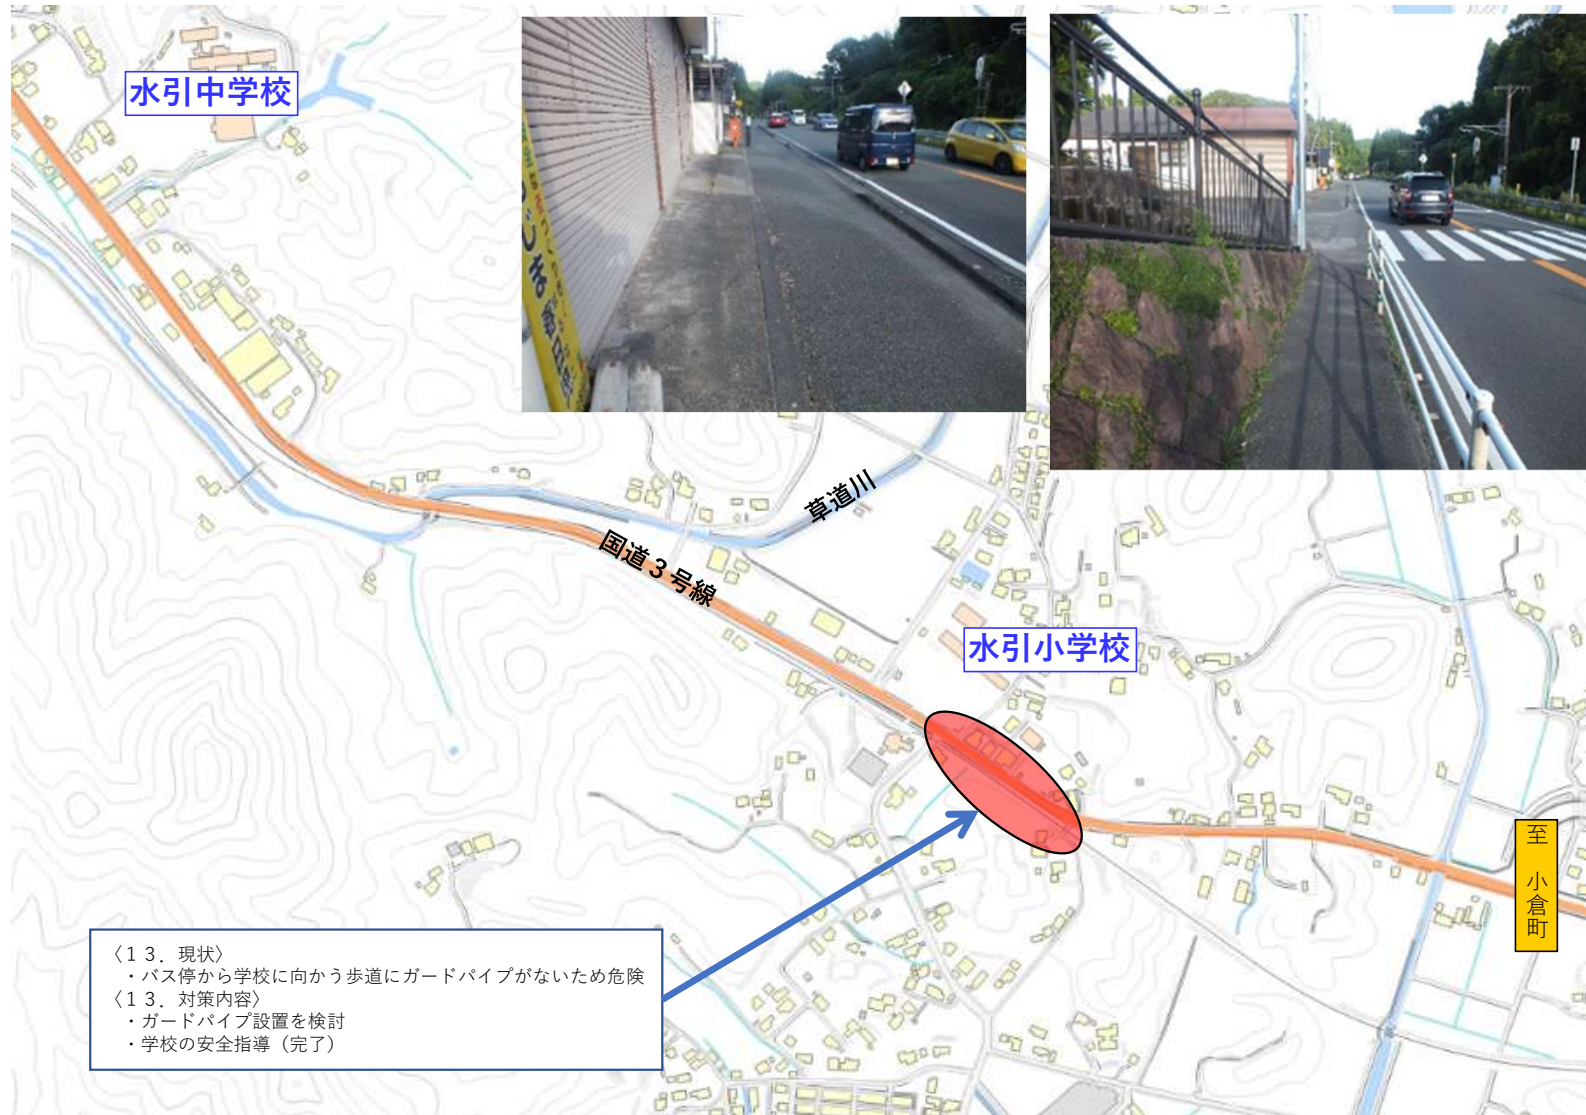 水引中学校
草道川
国道３号線
水引小学校
至 小倉町
〈１３．現状〉
・バス停から学校に向かう歩道にガードパイプがないため危険
〈１３．対策内容〉
・ガードパイプ設置を検討
・学校の安全指導（完了）